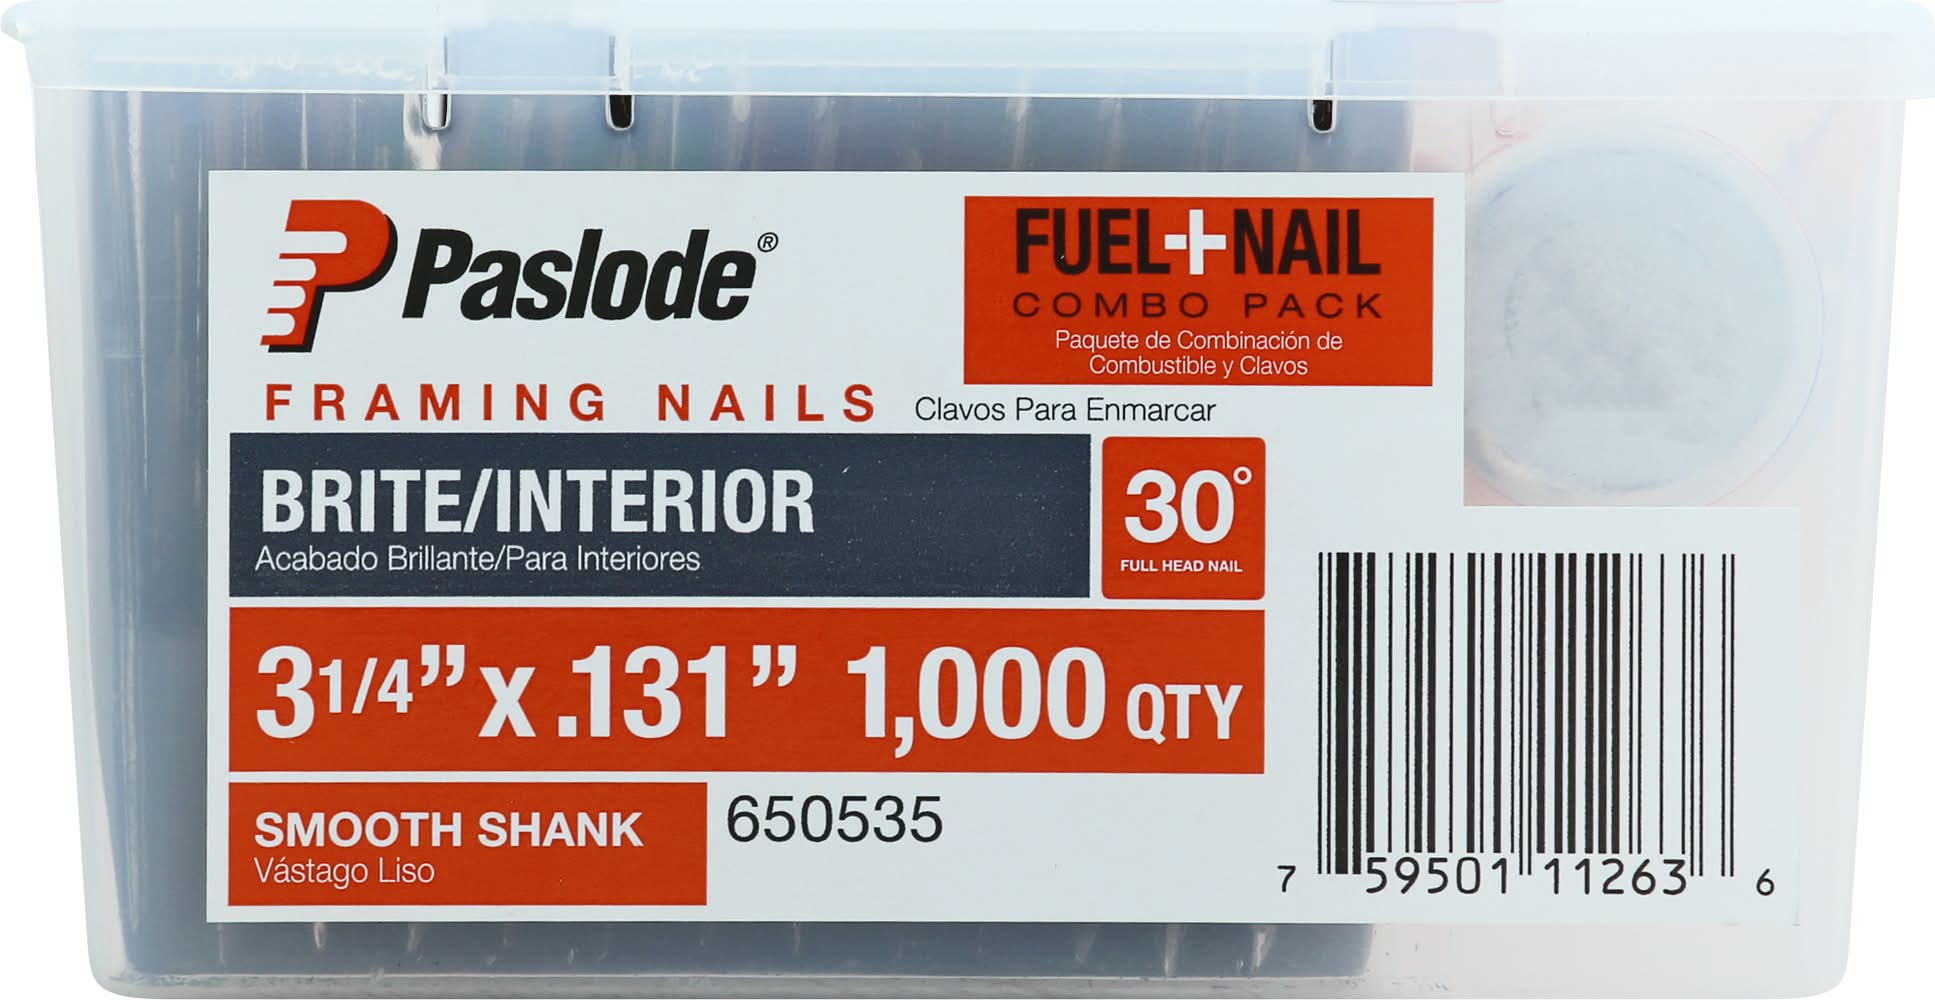 Paslode®
FUEL+NAIL
COMBO PACK
Paquete de Combinación de
Combustible y Clavos
FRAMING NAILS Clavos Para Enmarcar
BRITE/INTERIOR
Acabado Brillante/Para Interiores
30°
FULL HEAD NAIL
3 1/4" x .131" 1,000 QTY
SMOOTH SHANK
Vástago Liso
650535
7 59501 11263 6